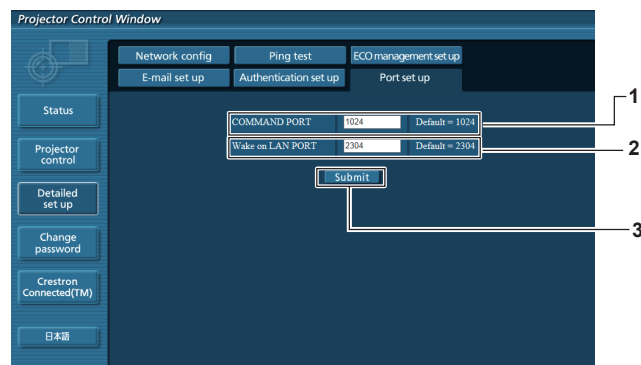 Projector Control Window
Network config
Ping test
ECO management set up
E-mail set up
Authentication set up
Port set up
Status
Projector
control
Detailed
set up
Change
password
Crestron
Connected(TM)
日本語
COMMAND PORT 1024 Default = 1024
Wake on LAN PORT 2304 Default = 2304
Submit
1
2
3